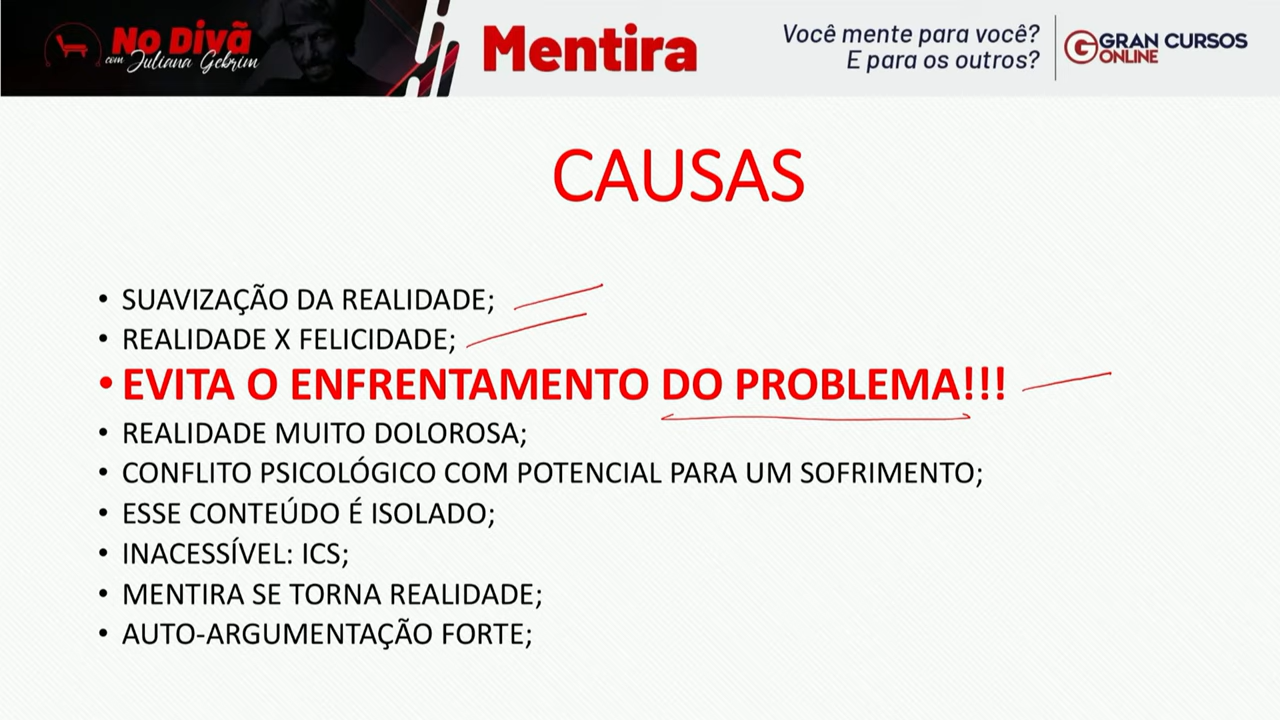 No Divã
com Juliana Gebrim
Mentira
Você mente para você?
E para os outros?
G GRAN CURSOS
ONLINE
CAUSAS
• SUAVIZAÇÃO DA REALIDADE;
• REALIDADE X FELICIDADE;
• EVITA O ENFRENTAMENTO DO PROBLEMA!!!
• REALIDADE MUITO DOLOROSA;
• CONFLITO PSICOLÓGICO COM POTENCIAL PARA UM SOFRIMENTO;
• ESSE CONTEÚDO É ISOLADO;
• INACESSÍVEL: ICS;
• MENTIRA SE TORNA REALIDADE;
• AUTO-ARGUMENTAÇÃO FORTE;